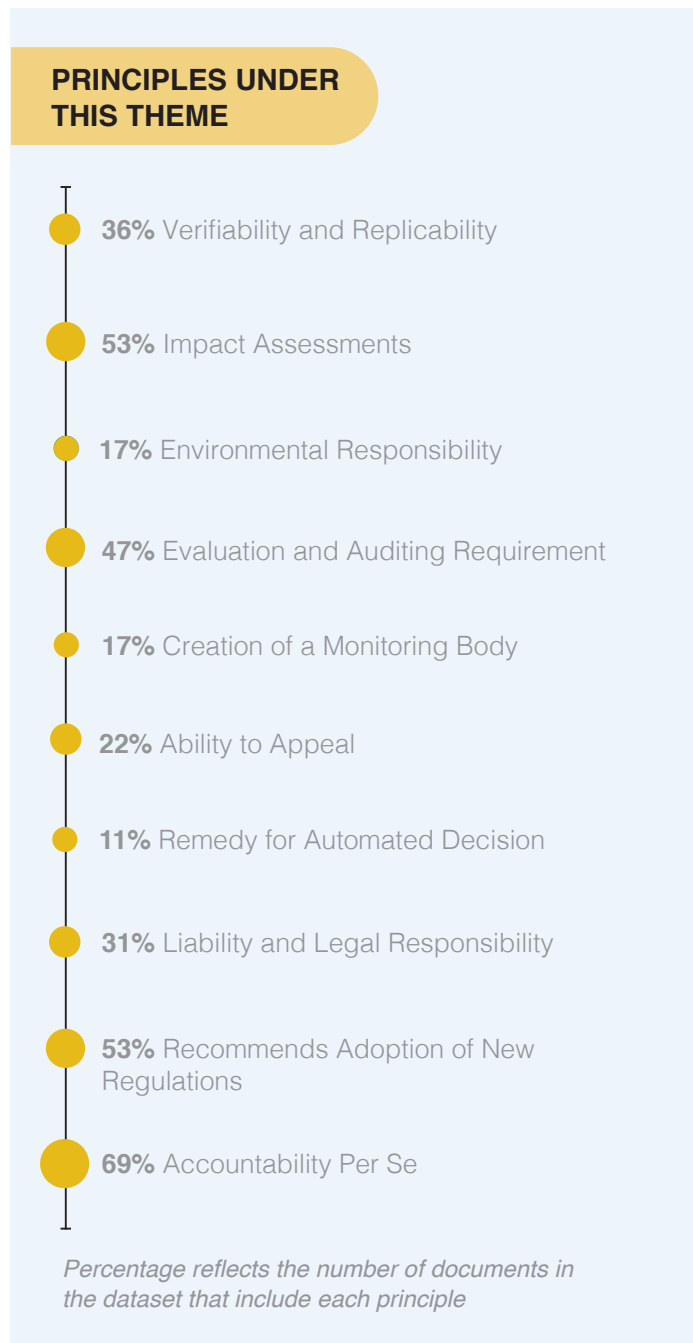 PRINCIPLES UNDER
THIS THEME
36% Verifiability and Replicability
53% Impact Assessments
17% Environmental Responsibility
47% Evaluation and Auditing Requirement
17% Creation of a Monitoring Body
22% Ability to Appeal
11% Remedy for Automated Decision
31% Liability and Legal Responsibility
53% Recommends Adoption of New
Regulations
69% Accountability Per Se
Percentage reflects the number of documents in
the dataset that include each principle